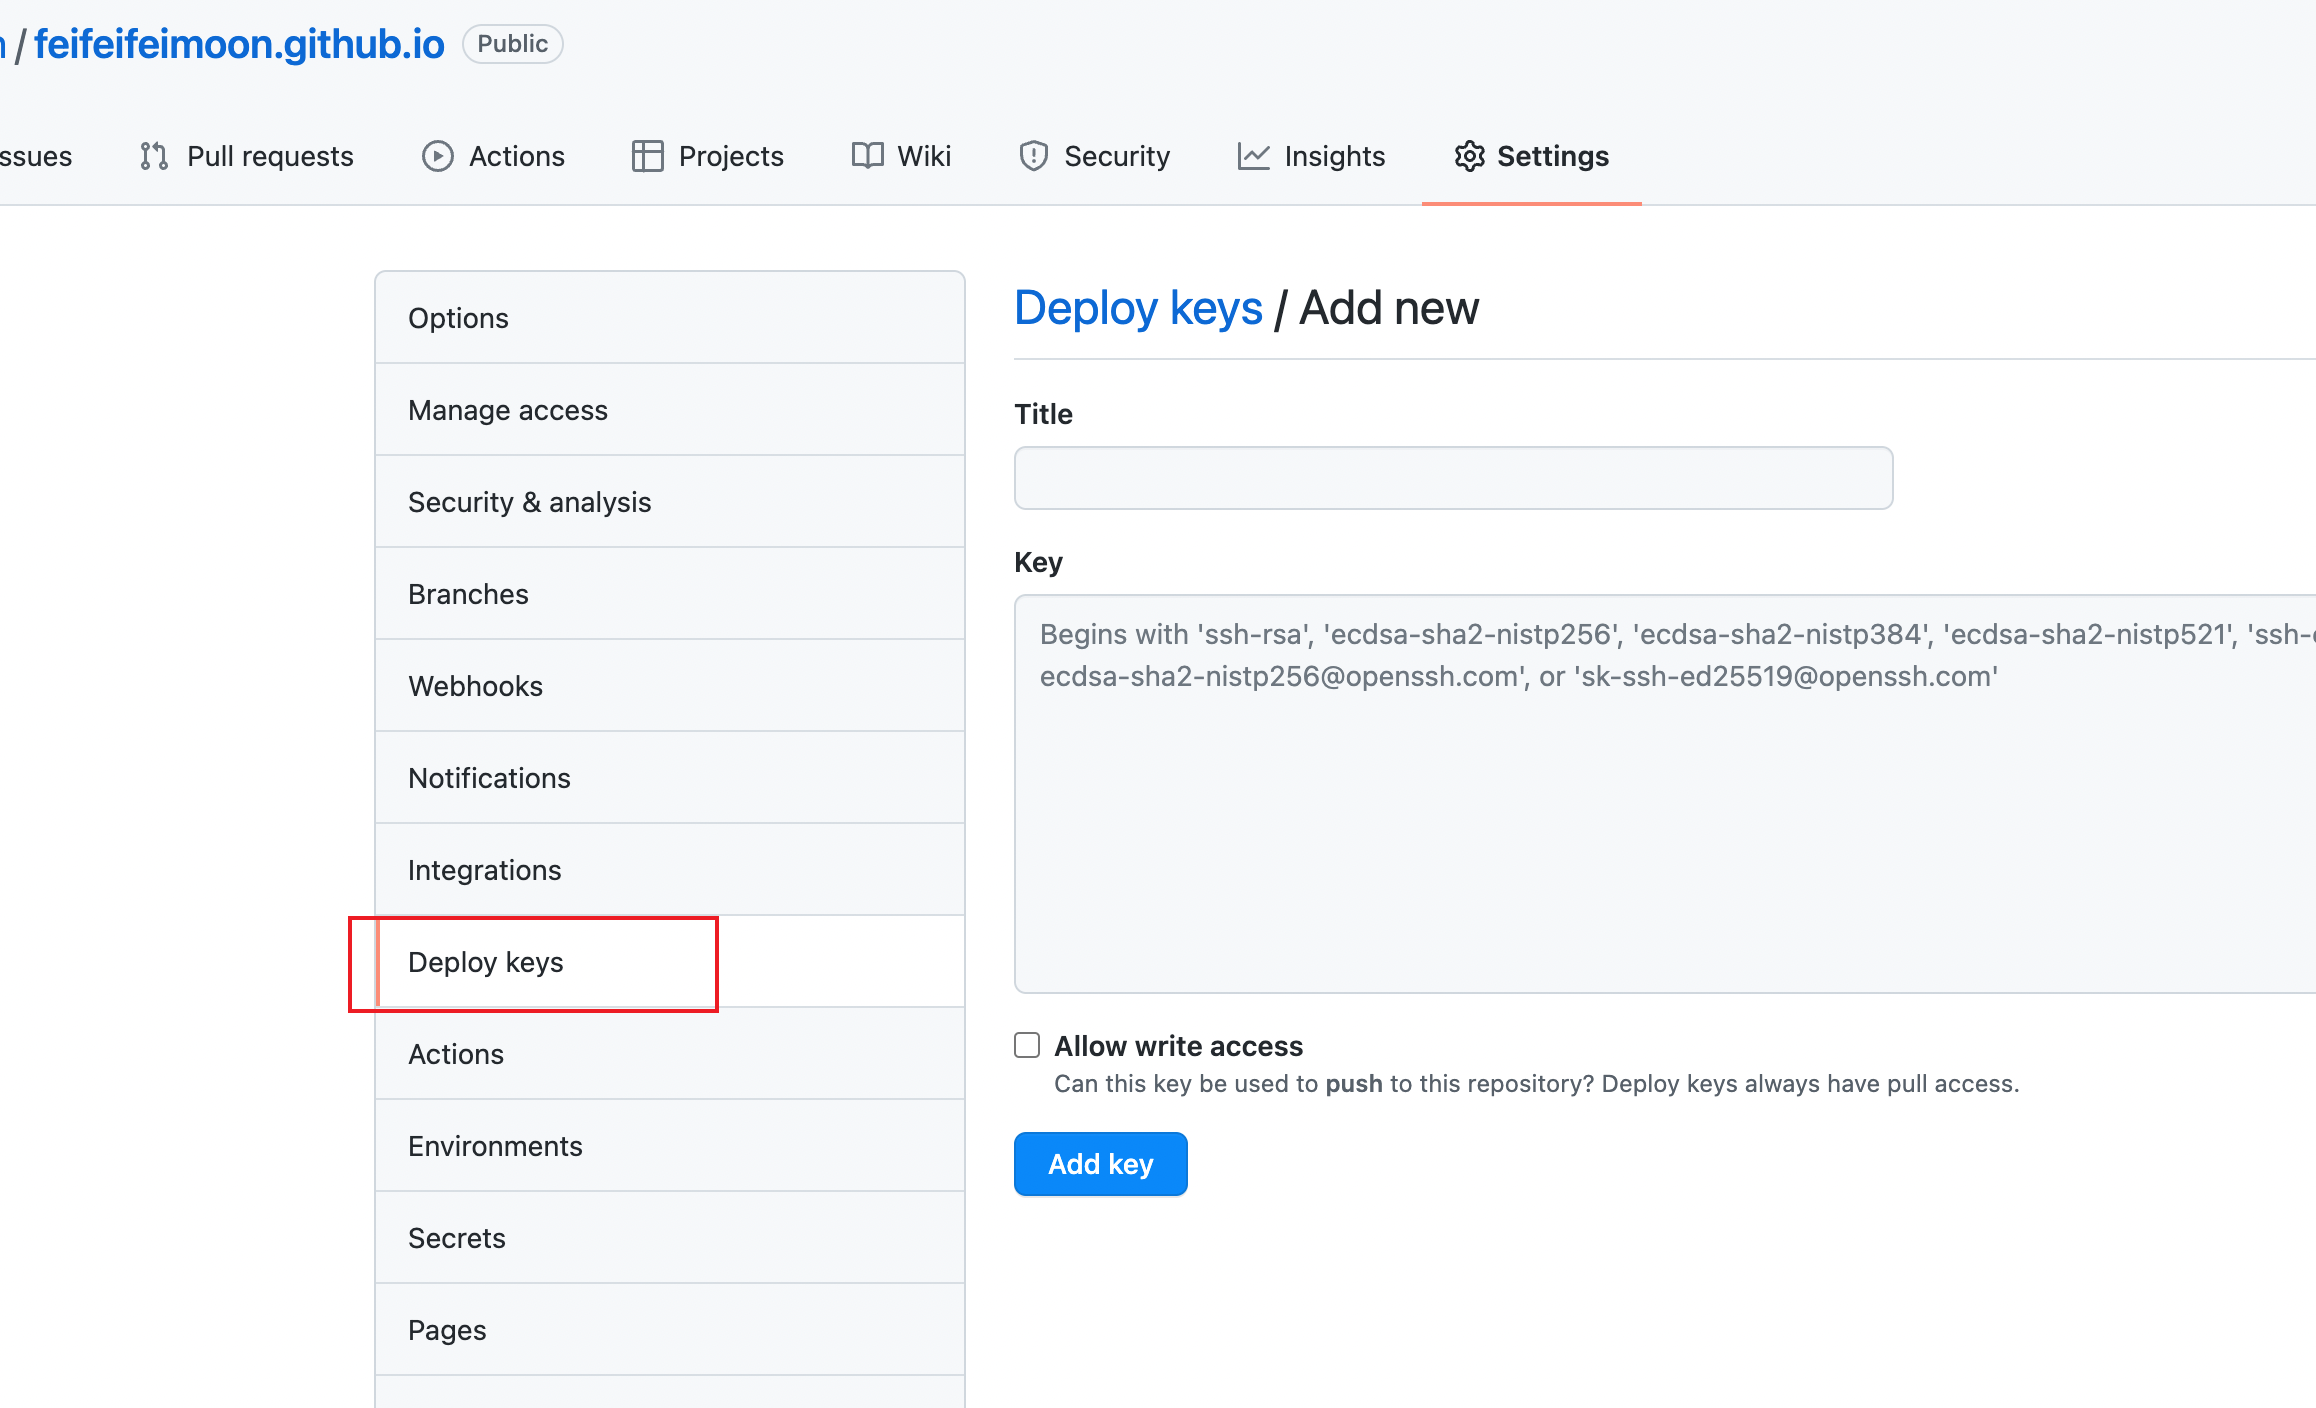 / feifeifeimoon.github.io Public
Pull requests Actions Projects Wiki Security Insights Settings
Options
Manage access
Security & analysis
Branches
Webhooks
Notifications
Integrations
Deploy keys
Actions
Environments
Secrets
Pages
Deploy keys / Add new
Title
Key
Begins with 'ssh-rsa', 'ecdsa-sha2-nistp256', 'ecdsa-sha2-nistp384', 'ecdsa-sha2-nistp521',
ecdsa-sha2-nistp256@openssh.com', or 'sk-ssh-ed25519@openssh.com'
Allow write access
Can this key be used to push to this repository? Deploy keys always have pull access.
Add key